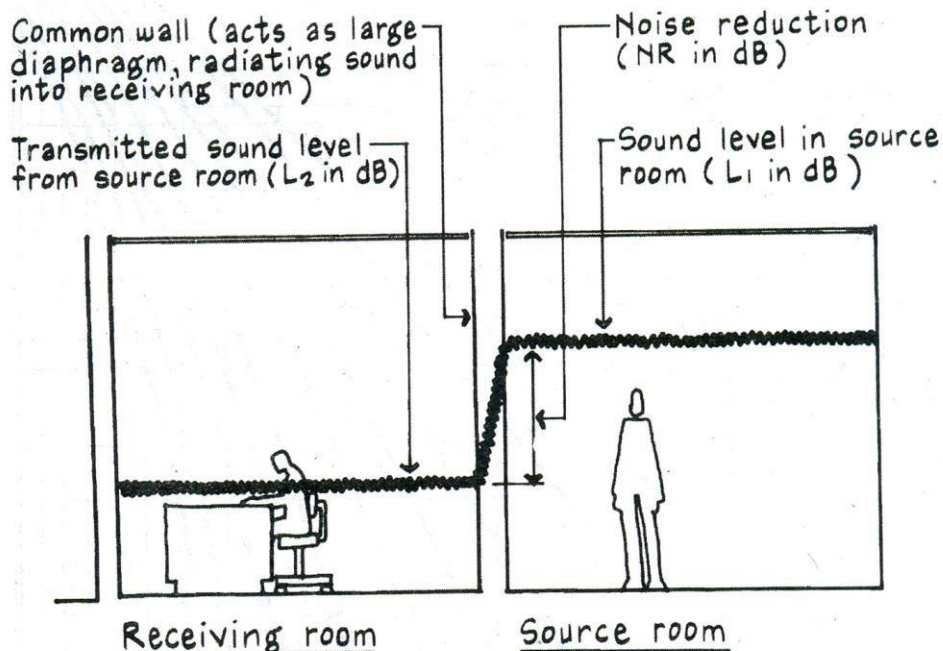 Common wall (acts as large
diaphragm, radiating sound
into receiving room)
Transmitted sound level
from source room (L2 in dB)
Noise reduction
(NR in dB)
Sound level in source
room (L1 in dB)
Receiving room
Source room